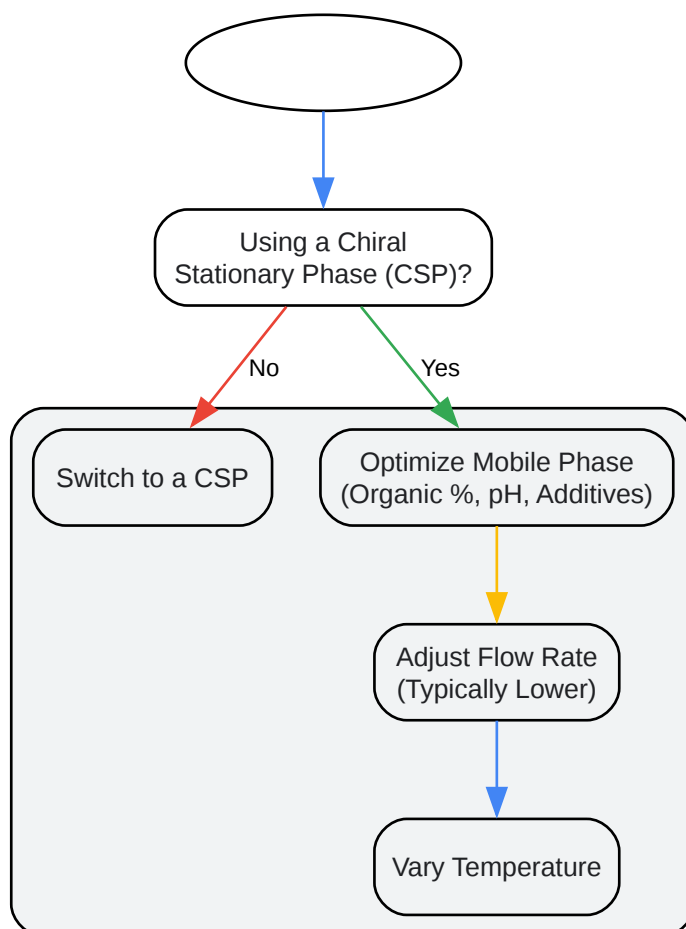 Using a Chiral
Stationary Phase (CSP)?
No
Yes
Switch to a CSP
Optimize Mobile Phase
(Organic %, pH, Additives)
Adjust Flow Rate
(Typically Lower)
Vary Temperature